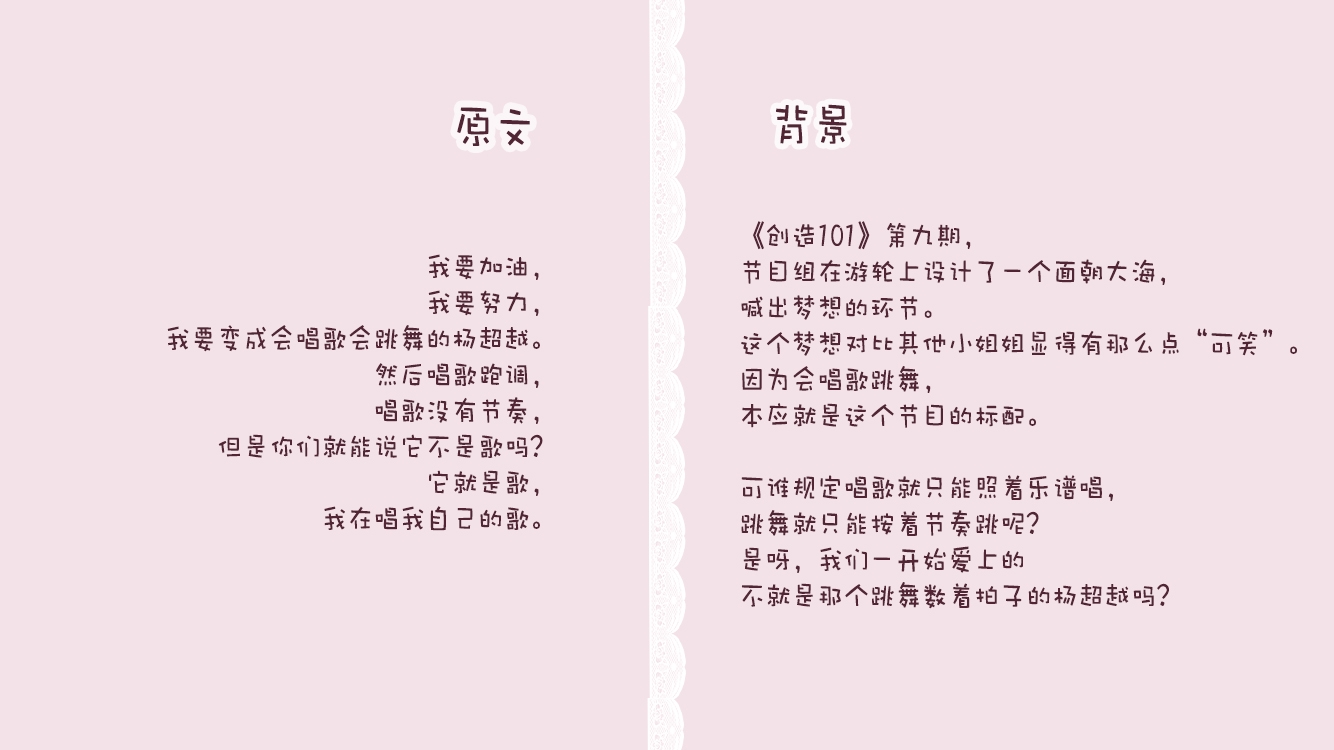 原文
我要加油，
我要努力，
我要变成会唱歌会跳舞的杨超越。
然后唱歌跑调，
唱歌没有节奏，
但是你们就能说它不是歌吗？
它就是歌，
我在唱我自己的歌。
背景
《创造101》第九期，
节目组在游轮上设计了一个面朝大海，
喊出梦想的环节。
这个梦想对比其他小姐姐显得有那么点“可笑”。
因为会唱歌跳舞，
本应就是这个节目的标配。
可谁规定唱歌就只能照着乐谱唱，
跳舞就只能按着节奏跳呢？
是呀，我们一开始爱上的
不就是那个跳舞数着拍子的杨超越吗？